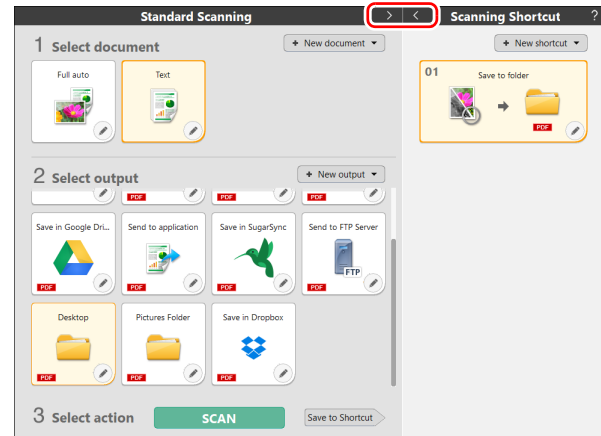 Standard Scanning
> <
Scanning Shortcut
?
1 Select document
+ New document
Full auto
Text
2 Select output
+ New output
PDF
PDF
PDF
PDF
Save in Google Dri...
Send to application
Save in SugarSync
Send to FTP Server
FTP
PDF
PDF
PDF
PDF
Desktop
Pictures Folder
Save in Dropbox
PDF
PDF
PDF
3 Select action
SCAN
Save to Shortcut
+ New shortcut
01
Save to folder
PDF